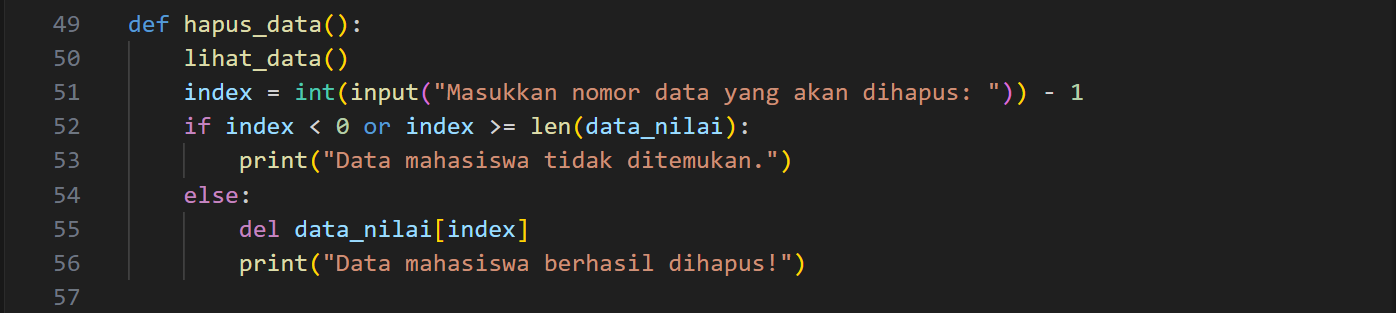 49 def hapus_data():
50 lihat_data()
51 index = int(input("Masukkan nomor data yang akan dihapus: ")) - 1
52 if index < 0 or index >= len(data_nilai):
53 print("Data mahasiswa tidak ditemukan.")
54 else:
55 del data_nilai[index]
56 print("Data mahasiswa berhasil dihapus!")
57